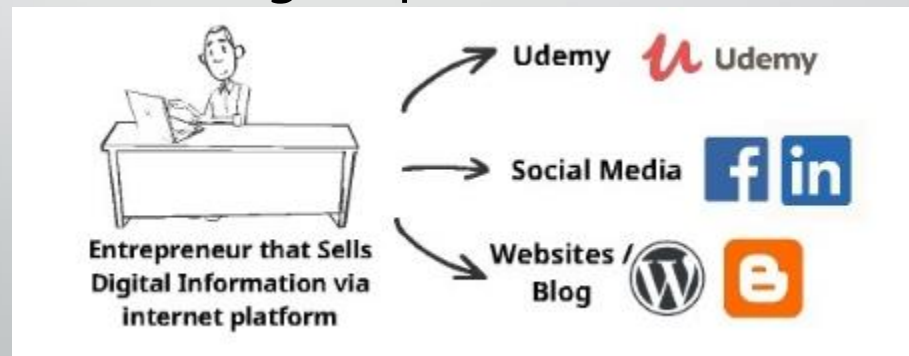 Udemy
Udemy
Social Media
f in
Websites /
Blog
W B
Entrepreneur that Sells
Digital Information via
internet platform